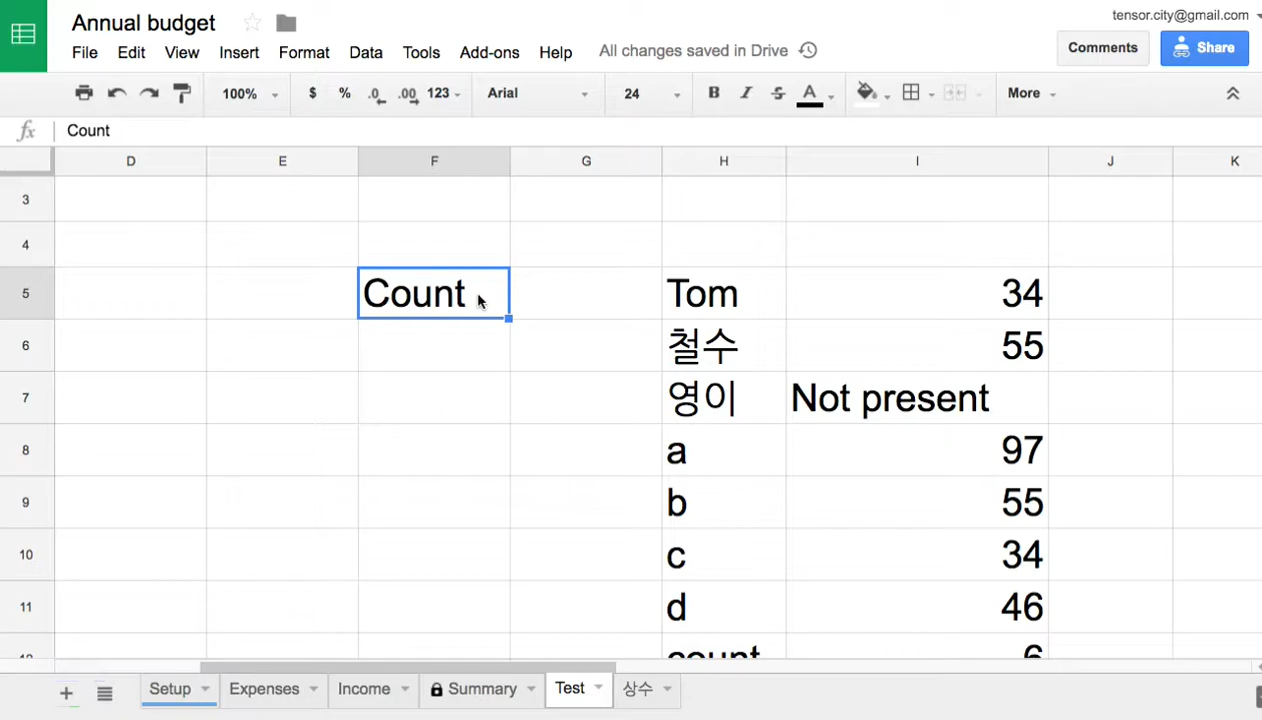 Annual budget
tensor.city@gmail.com
File Edit View Insert Format Data Tools Add-ons Help All changes saved in Drive
Comments Share
100% $ % .0 .00 123 Arial 24 B I S A More
fx Count
D E F G H I J K
3
4
5 Count Tom 34
6 철수 55
7 영이 Not present
8 a 97
9 b 55
10 c 34
11 d 46
12 count 6
+ Setup Expenses Income Summary Test 상수